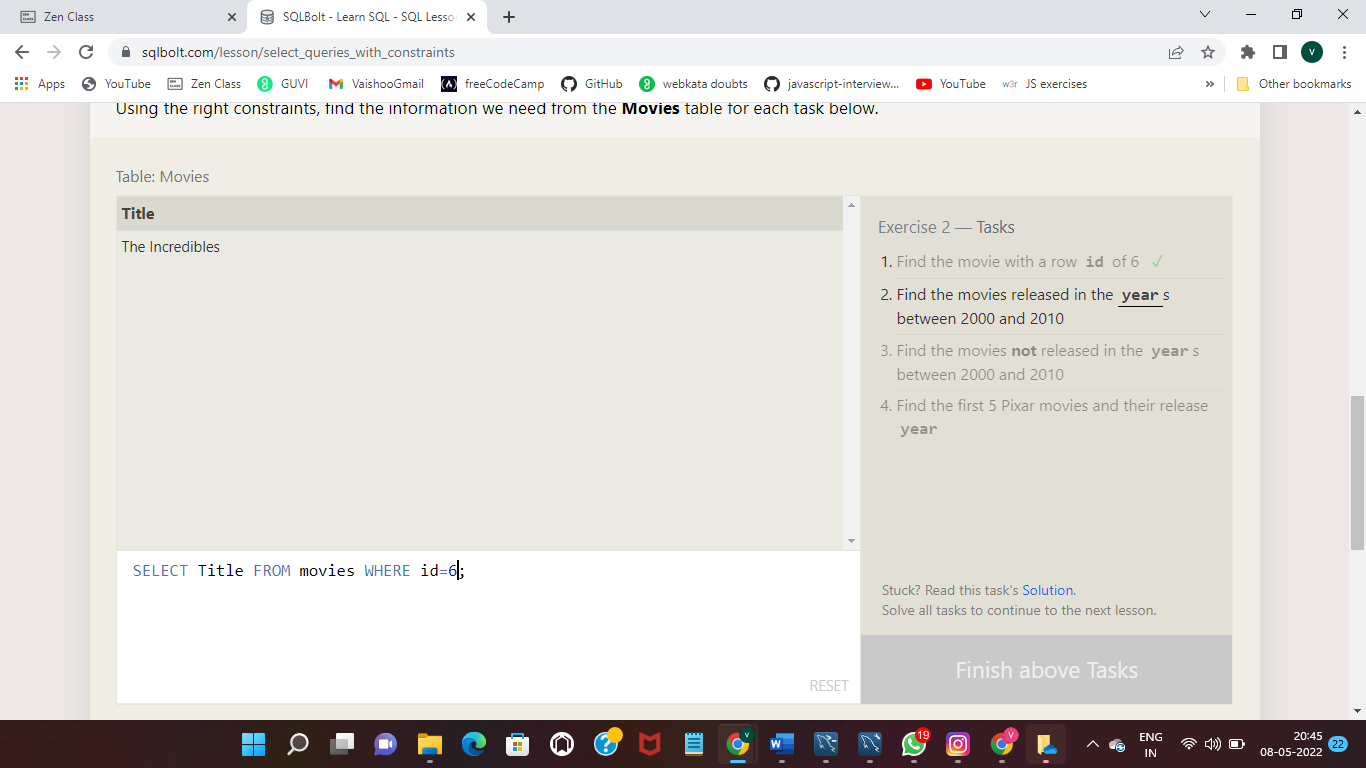 Zen Class
SQLBolt - Learn SQL - SQL Lesson
sqlbolt.com/lesson/select_queries_with_constraints
V
Apps YouTube Zen Class GUVI VaishooGmail freeCodeCamp GitHub webkata doubts javascript-interview... YouTube w3r JS exercises » Other bookmarks
Using the right constraints, find the information we need from the Movies table for each task below.
Table: Movies
Title
The Incredibles
SELECT Title FROM movies WHERE id=6;
RESET
Exercise 2 — Tasks
1. Find the movie with a row id of 6 ✓
2. Find the movies released in the year s
between 2000 and 2010
3. Find the movies not released in the year s
between 2000 and 2010
4. Find the first 5 Pixar movies and their release
year
Stuck? Read this task's Solution.
Solve all tasks to continue to the next lesson.
Finish above Tasks
19
ENG
IN
20:45
08-05-2022
22